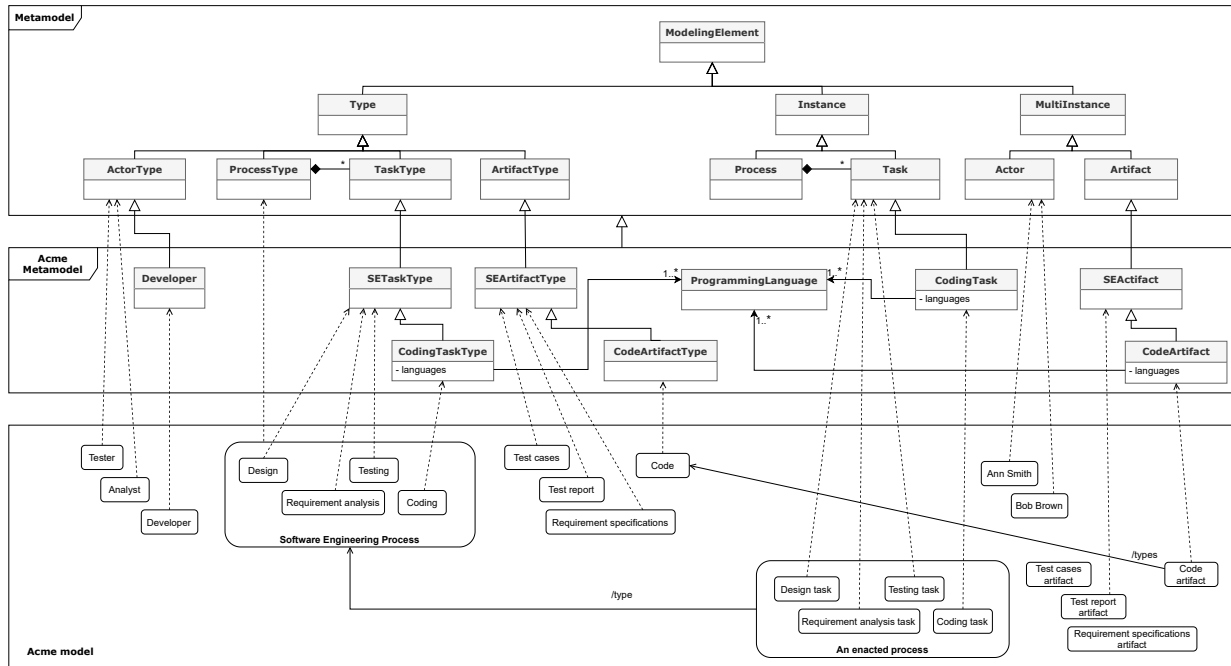 Metamodel
ModelingElement
Type
Instance
MultiInstance
ActorType
ProcessType
*
TaskType
ArtifactType
Process
*
Task
Actor
Artifact
Acme
Metamodel
Developer
SETaskType
SEArtifactType
1..*
ProgrammingLanguage
1..*
CodingTask
- languages
SEActifact
1..*
CodingTaskType
- languages
CodeArtifactType
CodeArtifact
- languages
Tester
Analyst
Developer
Design
Testing
Requirement analysis
Coding
Software Engineering Process
Test cases
Test report
Requirement specifications
Code
Ann Smith
Bob Brown
/types
/type
Design task
Testing task
Requirement analysis task
Coding task
An enacted process
Test cases
artifact
Code
artifact
Test report
artifact
Requirement specifications
artifact
Acme model